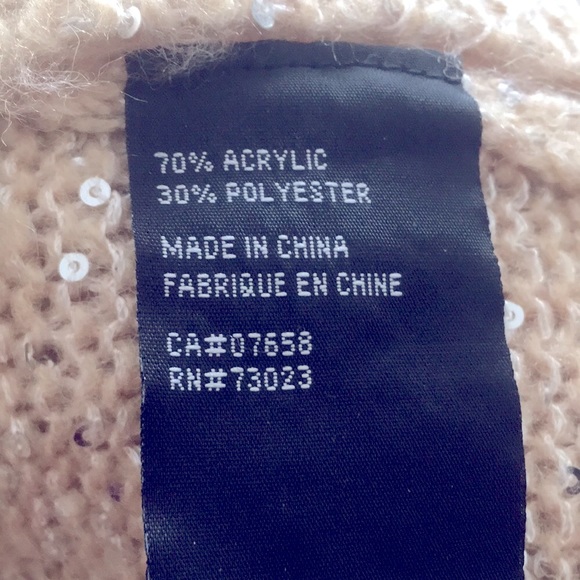 70% ACRYLIC
30% POLYESTER
MADE IN CHINA
FABRIQUE EN CHINE
CA#07658
RN#73023